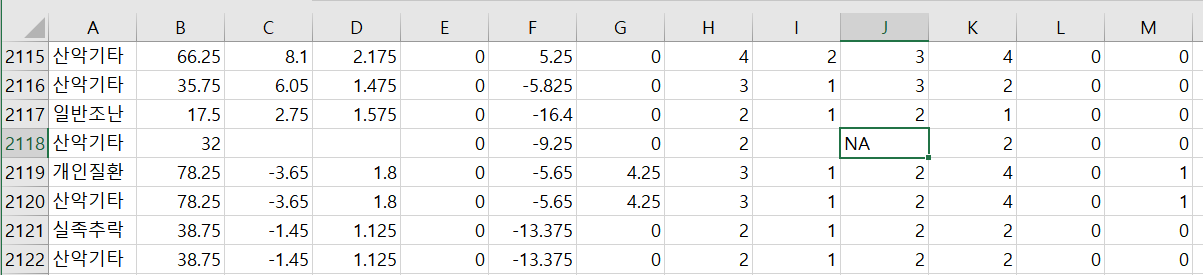 A B C D E F G H I J K L M
2115 산악기타 66.25 8.1 2.175 0 5.25 0 4 2 3 4 0 0
2116 산악기타 35.75 6.05 1.475 0 -5.825 0 3 1 3 2 0 0
2117 일반조난 17.5 2.75 1.575 0 -16.4 0 2 1 2 1 0 0
2118 산악기타 32 0 -9.25 0 2 NA 2 0 0
2119 개인질환 78.25 -3.65 1.8 0 -5.65 4.25 3 1 2 4 0 1
2120 산악기타 78.25 -3.65 1.8 0 -5.65 4.25 3 1 2 4 0 1
2121 실족추락 38.75 -1.45 1.125 0 -13.375 0 2 1 2 2 0 0
2122 산악기타 38.75 -1.45 1.125 0 -13.375 0 2 1 2 2 0 0